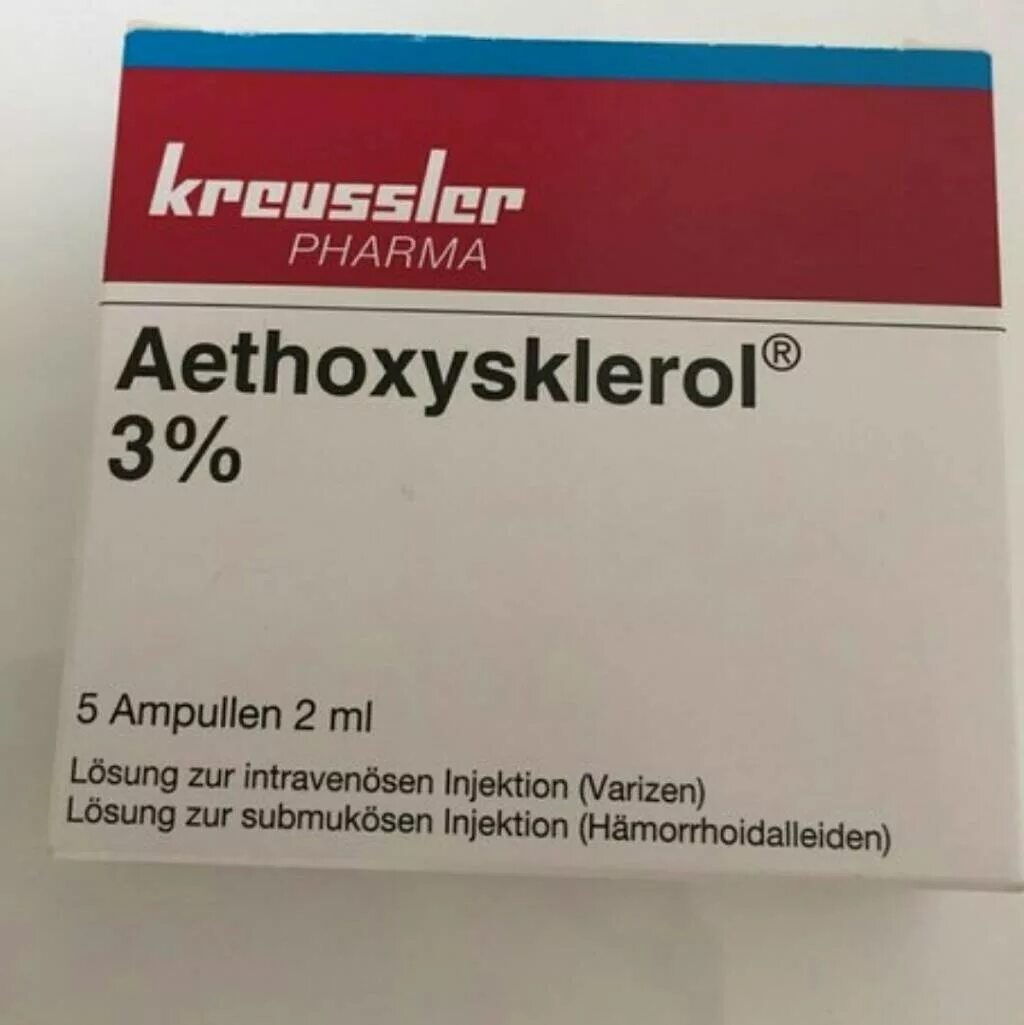 kreussler
PHARMA
Aethoxysklerol®
3%
5 Ampullen 2 ml
Lösung zur intravenösen Injektion (Varizen)
Lösung zur submukösen Injektion (Hämorrhoidalleiden)